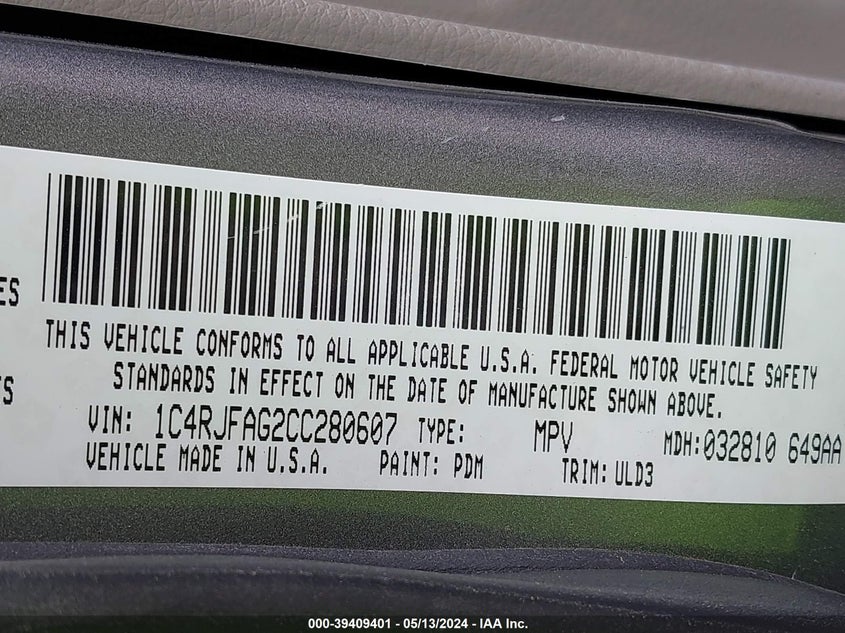 ES
THIS VEHICLE CONFORMS TO ALL APPLICABLE U.S.A. FEDERAL MOTOR VEHICLE SAFETY
TS
STANDARDS IN EFFECT ON THE DATE OF MANUFACTURE SHOWN ABOVE.
VIN: 1C4RJFAG2CC280607 TYPE: MPV MDH:032810 649AA
VEHICLE MADE IN U.S.A. PAINT: PDM TRIM: ULD3
000-39409401 - 05/13/2024 - IAA Inc.